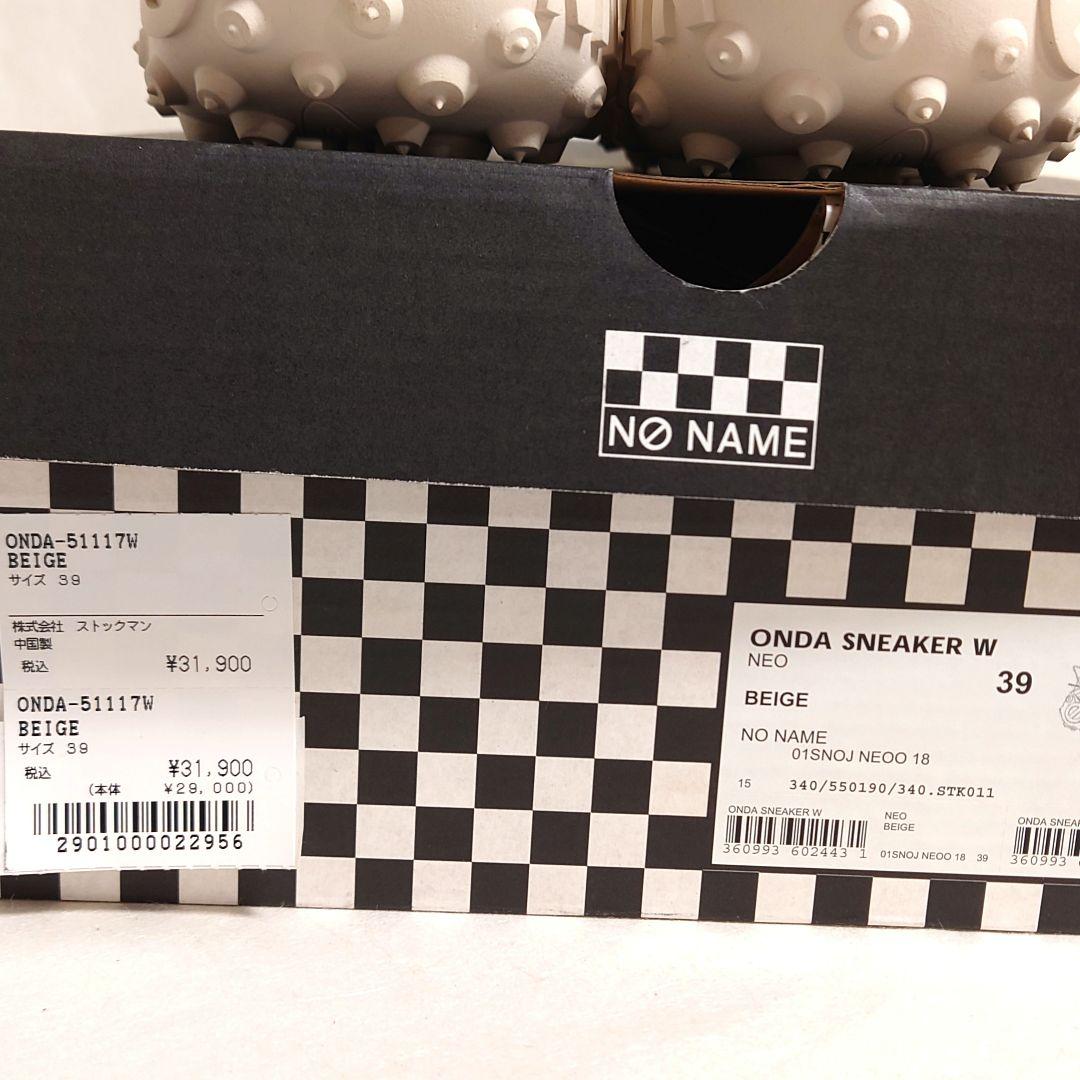 NO NAME
ONDA-51117W
BEIGE
サイズ 39
株式会社 ストックマン
中国製
税込 ¥31,900
ONDA-51117W
BEIGE
サイズ 39
税込 ¥31,900
(本体 ¥29,000)
2901000022956
ONDA SNEAKER W
NEO
39
BEIGE
NO NAME
01SNOJ NEOO 18
15 340/550190/340.STK011
ONDA SNEAKER W
NEO
BEIGE
360993 602443 1
01SNOJ NEOO 18 39
ONDA
360993